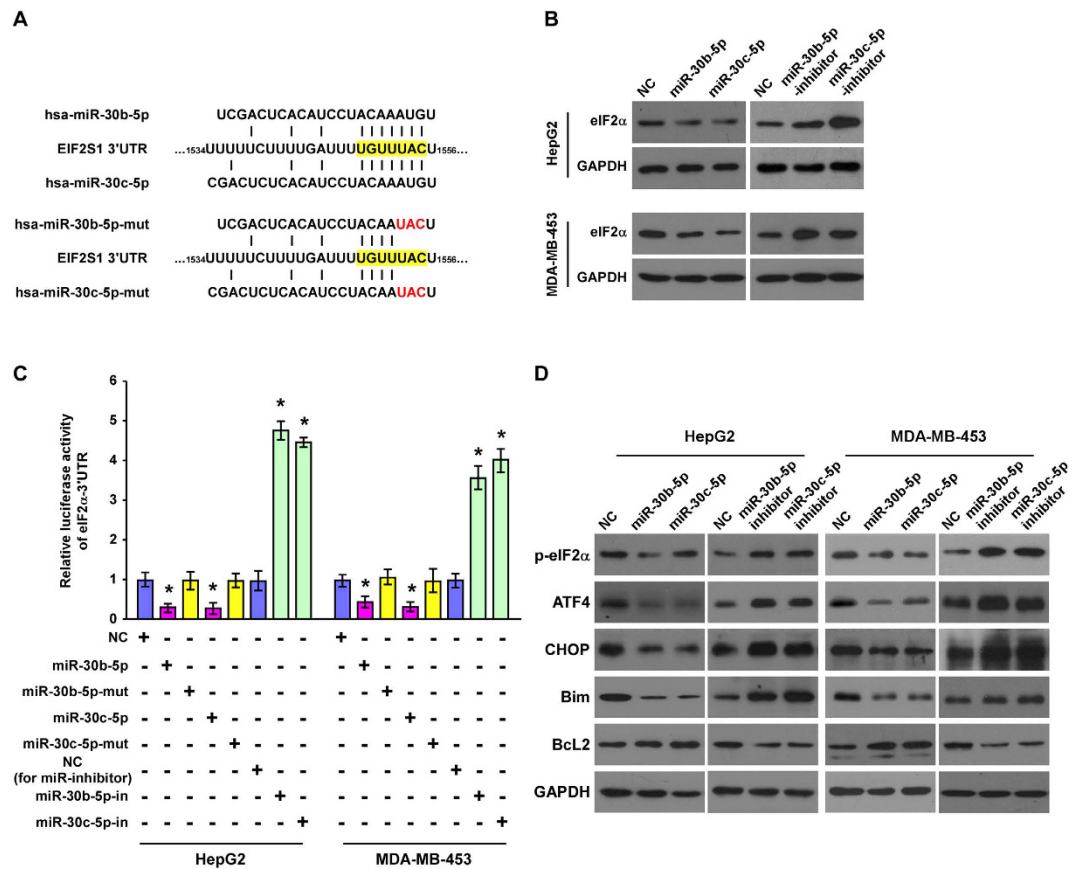 A
hsa-miR-30b-5p UCGACUCACAUCCUACAAAUGU
EIF2S1 3'UTR ...1534UUUUUCUUUUGAUUUUGUUUACU1556...
hsa-miR-30c-5p CGACUCUCACAUCCUACAAAUGU
hsa-miR-30b-5p-mut UCGACUCACAUCCUACAAUACU
EIF2S1 3'UTR ...1534UUUUUCUUUUGAUUUUGUUUACU1556...
hsa-miR-30c-5p-mut CGACUCUCACAUCCUACAAUACU
B
NC miR-30b-5p miR-30c-5p NC miR-30b-5p -inhibitor miR-30c-5p -inhibitor
HepG2
eIF2α
GAPDH
MDA-MB-453
eIF2α
GAPDH
C
Relative luciferase activity
of eIF2α-3'UTR
6
5
4
3
2
1
0
* * * * * * * *
NC + - - - - - - - + - - - - - - -
miR-30b-5p - + - - - - - - - + - - - - - -
miR-30b-5p-mut - - + - - - - - - - + - - - - -
miR-30c-5p - - - + - - - - - - - + - - - -
miR-30c-5p-mut - - - - + - - - - - - - + - - -
NC
(for miR-inhibitor) - - - - - + - - - - - - - + - -
miR-30b-5p-in - - - - - - + - - - - - - - + -
miR-30c-5p-in - - - - - - - + - - - - - - - +
HepG2 MDA-MB-453
D
HepG2 MDA-MB-453
NC miR-30b-5p miR-30c-5p NC miR-30b-5p inhibitor miR-30c-5p inhibitor NC miR-30b-5p miR-30c-5p NC miR-30b-5p inhibitor miR-30c-5p inhibitor
p-eIF2α
ATF4
CHOP
Bim
BcL2
GAPDH